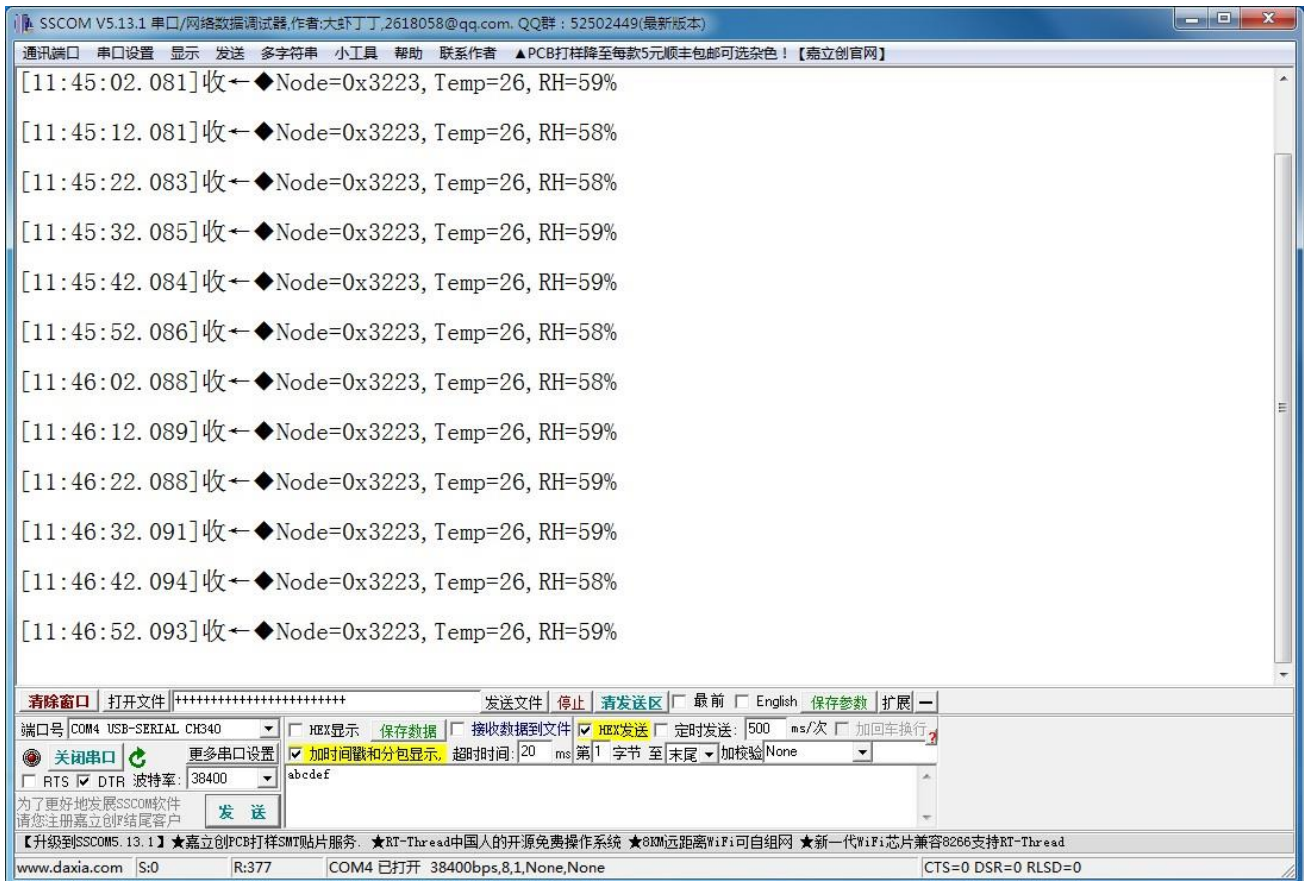 SSCOM V5.13.1 串口/网络数据调试器,作者:大虾丁丁,2618058@qq.com. QQ群：52502449(最新版本)
通讯端口 串口设置 显示 发送 多字符串 小工具 帮助 联系作者 ▲PCB打样降至每款5元顺丰包邮可选杂色！【嘉立创官网】
[11:45:02.081]收←◆Node=0x3223,Temp=26,RH=59%
[11:45:12.081]收←◆Node=0x3223,Temp=26,RH=58%
[11:45:22.083]收←◆Node=0x3223,Temp=26,RH=58%
[11:45:32.085]收←◆Node=0x3223,Temp=26,RH=59%
[11:45:42.084]收←◆Node=0x3223,Temp=26,RH=59%
[11:45:52.086]收←◆Node=0x3223,Temp=26,RH=58%
[11:46:02.088]收←◆Node=0x3223,Temp=26,RH=58%
[11:46:12.089]收←◆Node=0x3223,Temp=26,RH=59%
[11:46:22.088]收←◆Node=0x3223,Temp=26,RH=59%
[11:46:32.091]收←◆Node=0x3223,Temp=26,RH=59%
[11:46:42.094]收←◆Node=0x3223,Temp=26,RH=58%
[11:46:52.093]收←◆Node=0x3223,Temp=26,RH=59%
清除窗口 打开文件 ++++++++++++++++++++++++ 发送文件 停止 清发送区 最前 English 保存参数 扩展 —
端口号 COM4 USB-SERIAL CH340 HEX显示 保存数据 接收数据到文件 HEX发送 定时发送: 500 ms/次 加回车换行 ?
关闭串口 更多串口设置 加时间戳和分包显示, 超时时间: 20 ms 第 1 字节 至 末尾 加校验 None
RTS DTR 波特率: 38400 abcdef
为了更好地发展SSCOM软件
请您注册嘉立创F结尾客户 发 送
【升级到SSCOM5.13.1】★嘉立创PCB打样SMT贴片服务. ★RT-Thread中国人的开源免费操作系统 ★8KM远距离WiFi可自组网 ★新一代WiFi芯片兼容8266支持RT-Thread
www.daxia.com S:0 R:377 COM4 已打开 38400bps,8,1,None,None CTS=0 DSR=0 RLSD=0